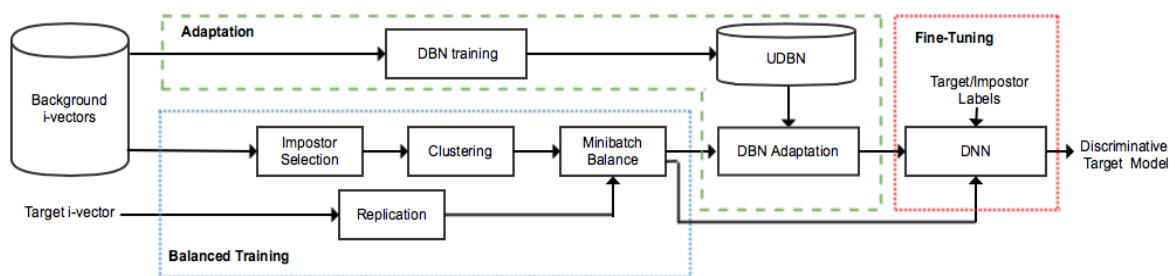 Adaptation
Background
i-vectors
DBN training
UDBN
Fine-Tuning
Target/Impostor
Labels
Impostor
Selection
Clustering
Minibatch
Balance
DBN Adaptation
DNN
Discriminative
Target Model
Target i-vector
Replication
Balanced Training